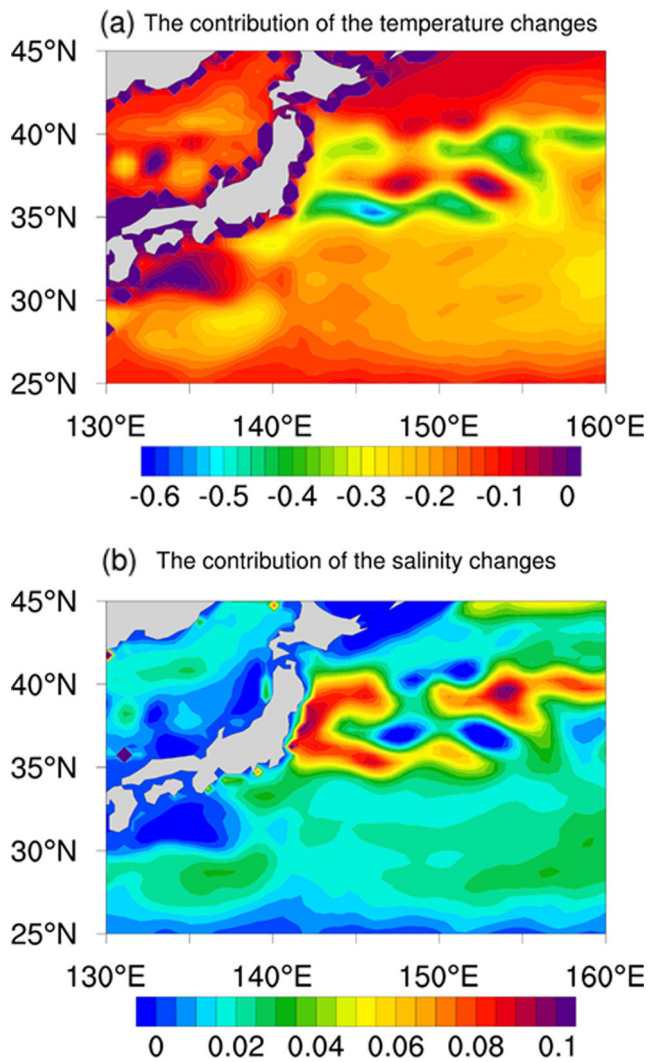 (a) The contribution of the temperature changes
45°N
40°N
35°N
30°N
25°N
130°E 140°E 150°E 160°E
-0.6 -0.5 -0.4 -0.3 -0.2 -0.1 0
(b) The contribution of the salinity changes
45°N
40°N
35°N
30°N
25°N
130°E 140°E 150°E 160°E
0 0.02 0.04 0.06 0.08 0.1